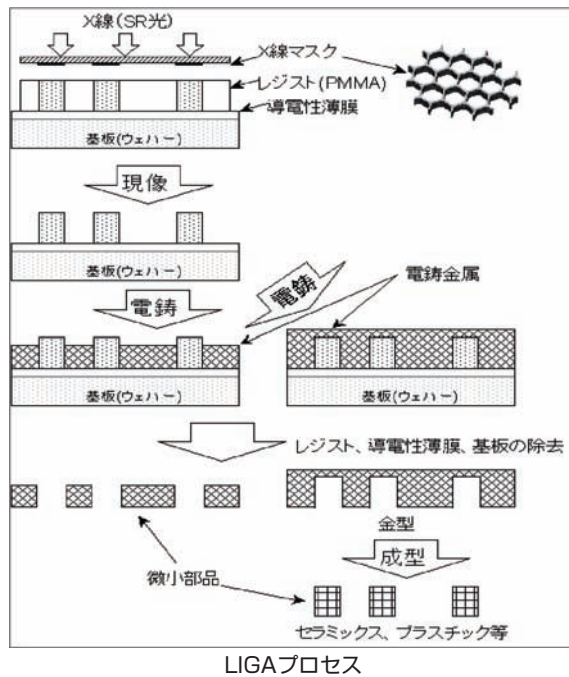 X線(SR光)
X線マスク
レジスト(PMMA)
導電性薄膜
基板(ウェハー)
現像
基板(ウェハー)
電鋳
電鋳
電鋳金属
基板(ウェハー)
基板(ウェハー)
レジスト、導電性薄膜、基板の除去
金型
成型
微小部品
セラミックス、プラスチック等
LIGAプロセス